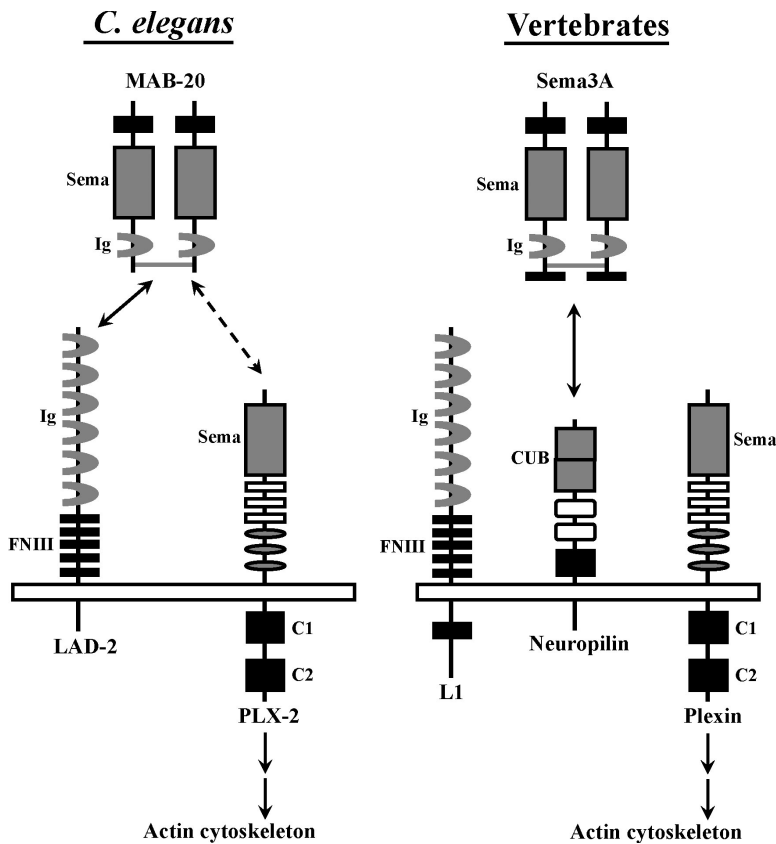 C. elegans
MAB-20
Sema
Ig
Ig
Sema
FNIII
C1
LAD-2
C2
PLX-2
Actin cytoskeleton
Vertebrates
Sema3A
Sema
Ig
Ig
CUB
Sema
FNIII
C1
Neuropilin
C2
L1
Plexin
Actin cytoskeleton